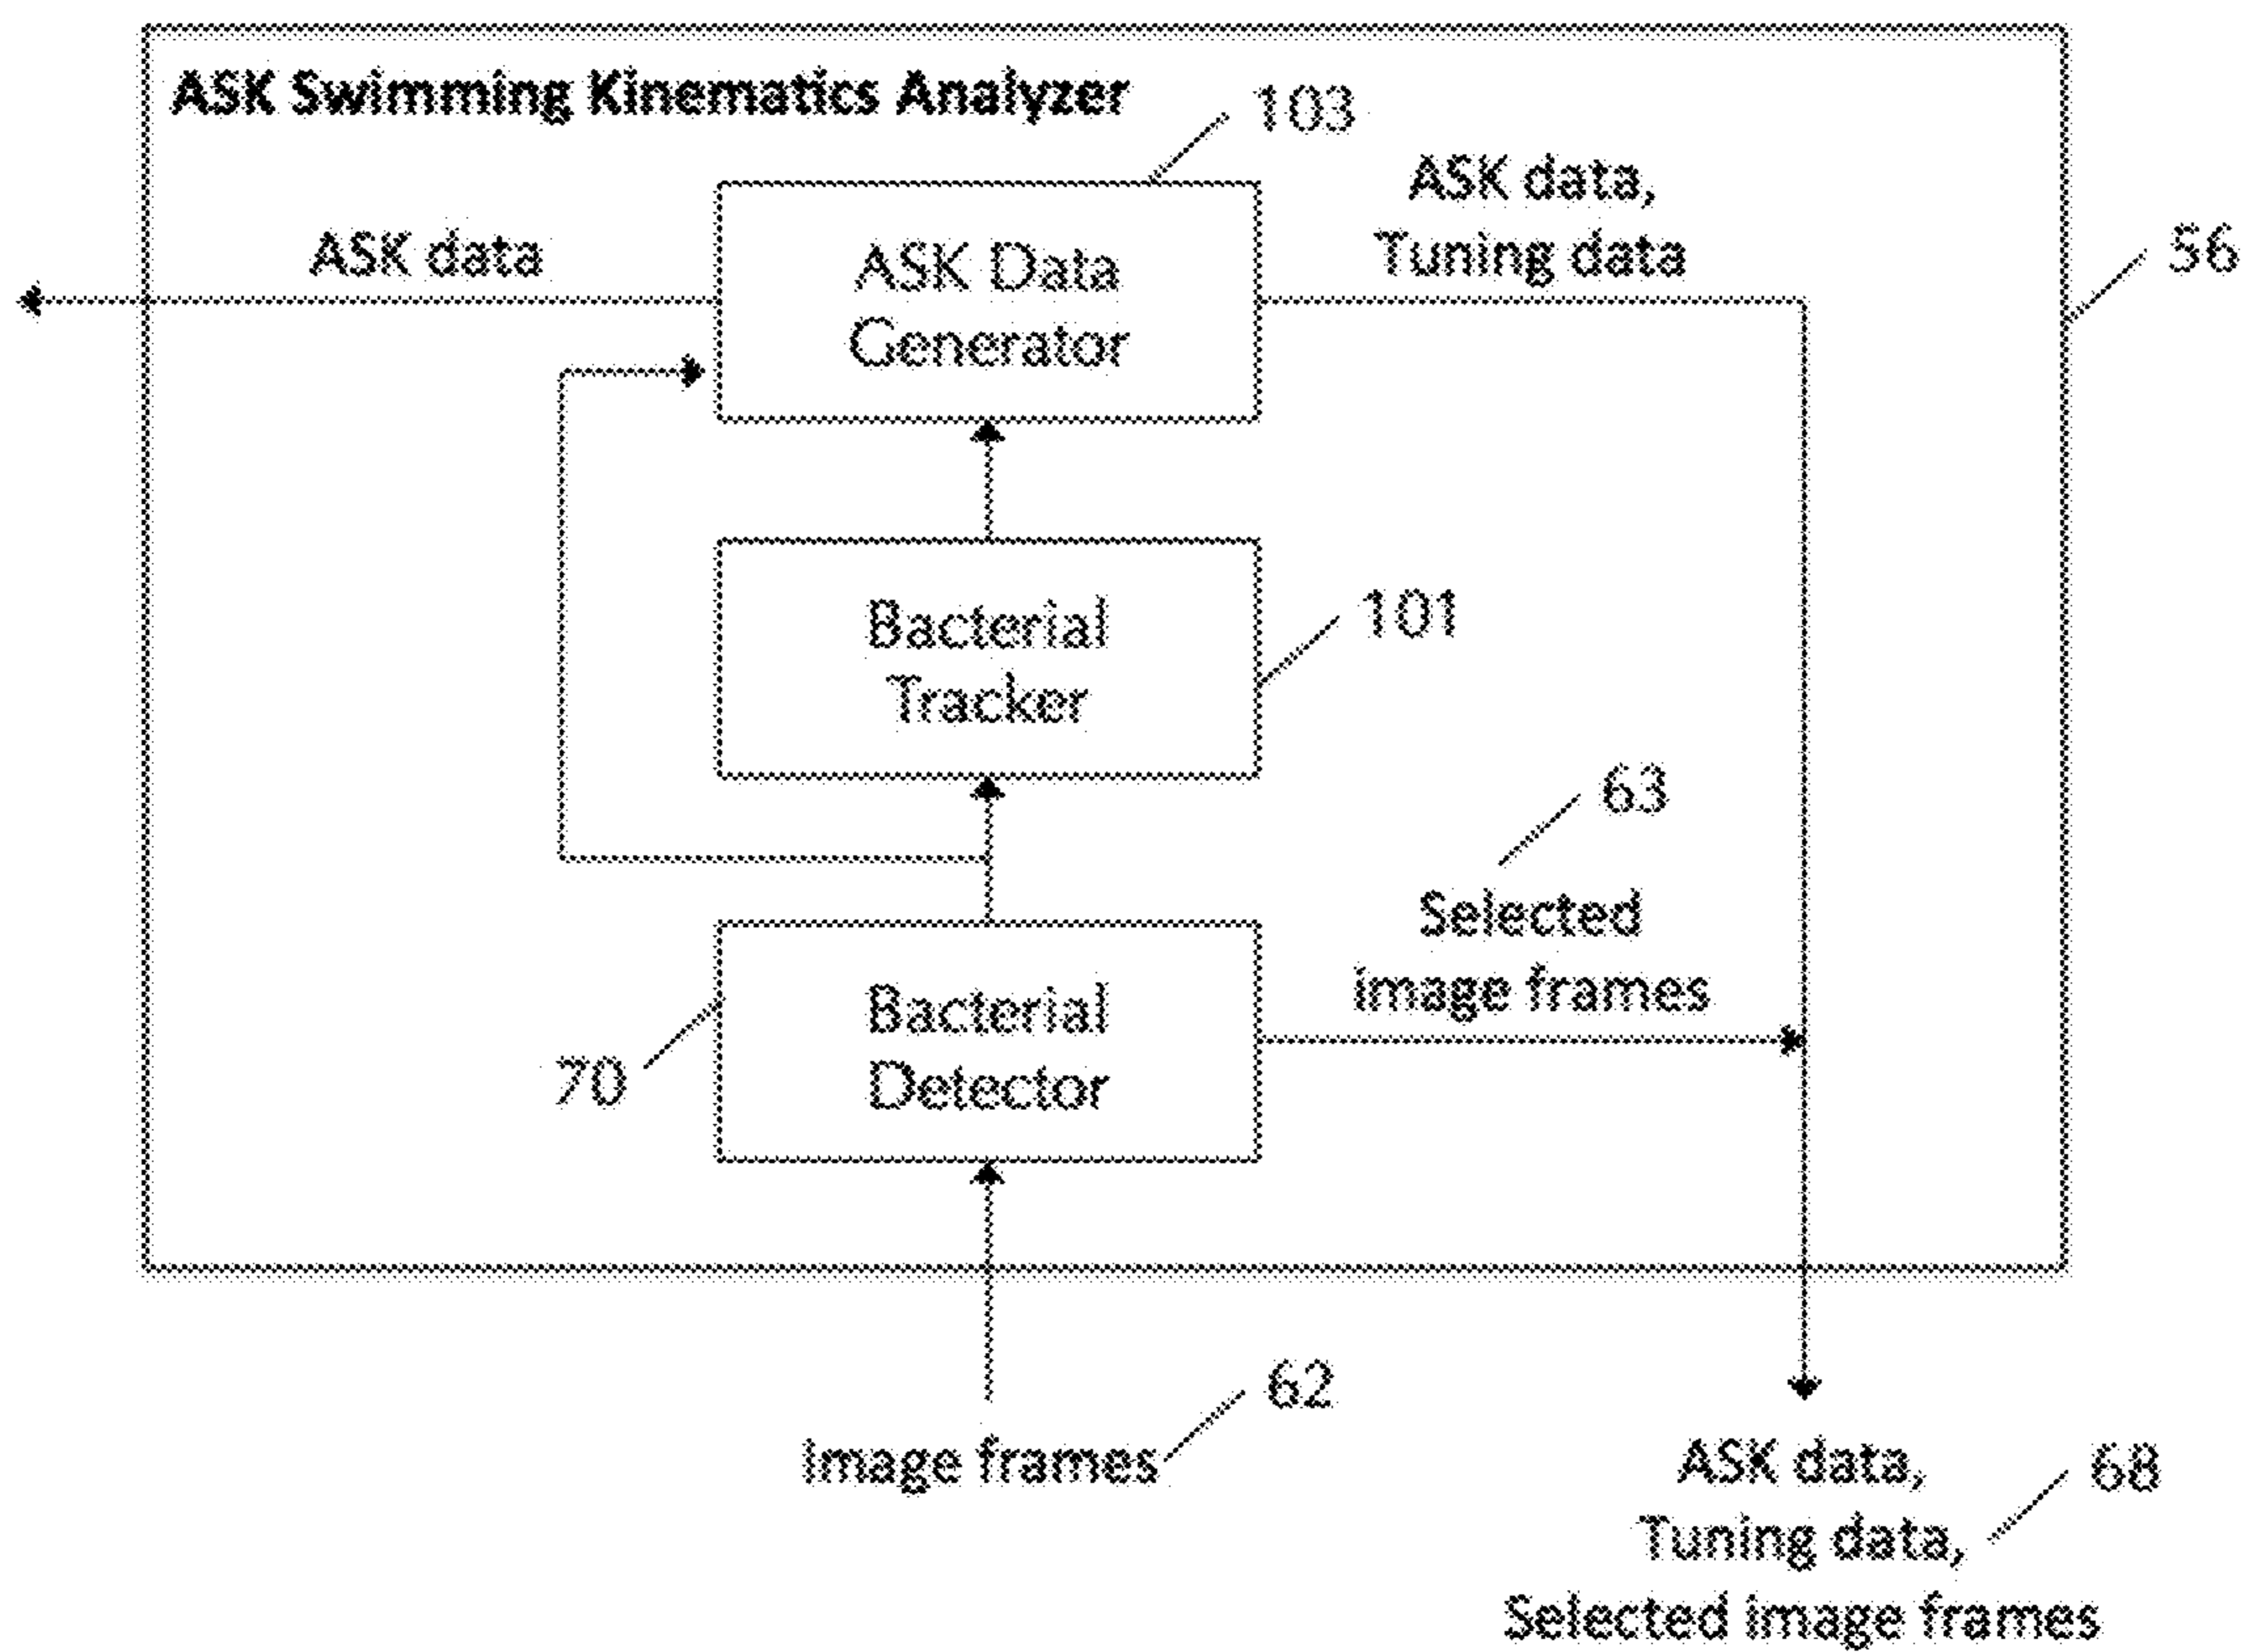 ASK Swimming Kinematics Analyzer
103
ASK data,
Tuning data
ASK data
56
ASK Data
Generator
Bacterial
Tracker
101
63
Selected
image frames
Bacterial
Detector
70
62
Image frames
ASK data,
Tuning data,
Selected image frames
68